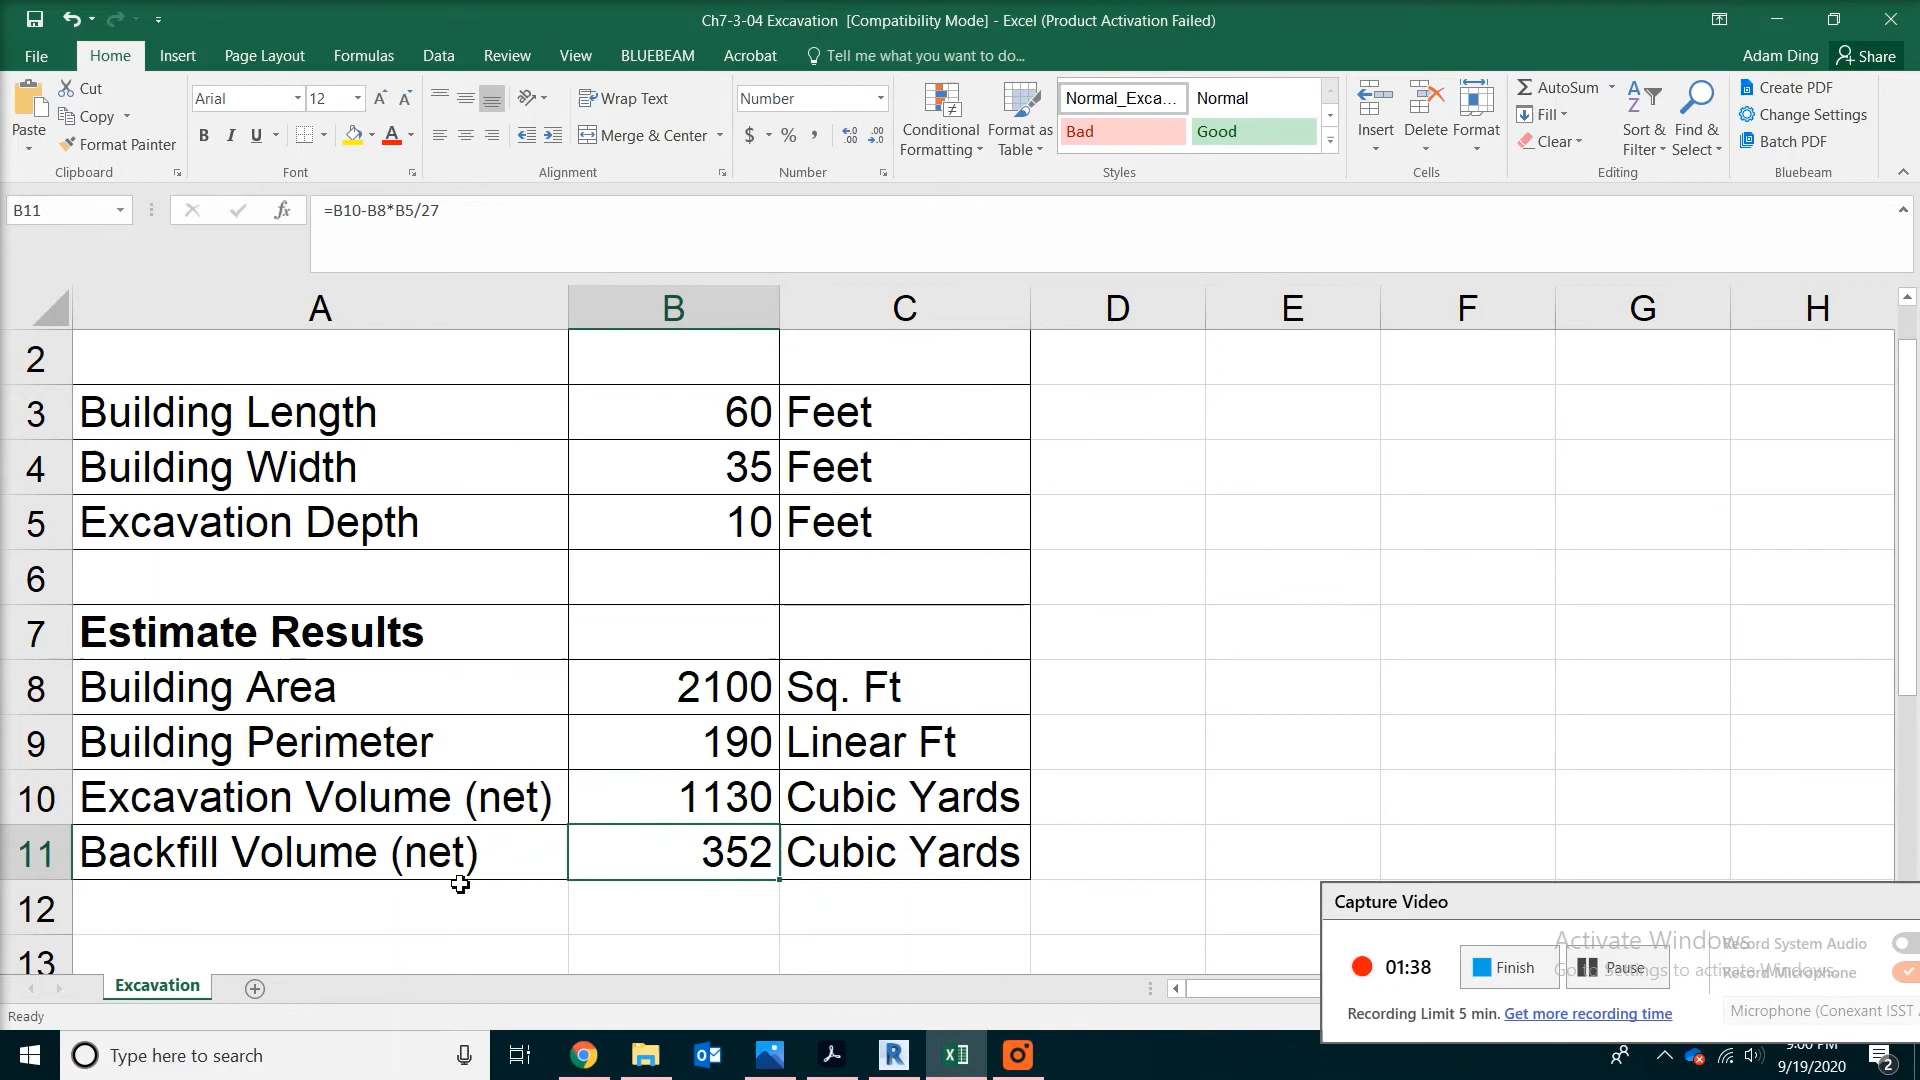 Ch7-3-04 Excavation [Compatibility Mode] - Excel (Product Activation Failed)
File Home Insert Page Layout Formulas Data Review View BLUEBEAM Acrobat Tell me what you want to do... Adam Ding Share
Paste Cut Copy Format Painter Clipboard
Arial 12 B I U A Font
Wrap Text Merge & Center Alignment
Number $ % , Number
Conditional Formatting Format as Table Normal_Exca... Normal Bad Good Styles
Insert Delete Format Cells
AutoSum Fill Clear Sort & Filter Find & Select Editing
Create PDF Change Settings Batch PDF Bluebeam
B11 fx =B10-B8*B5/27
A B C D E F G H
2
3 Building Length 60 Feet
4 Building Width 35 Feet
5 Excavation Depth 10 Feet
6
7 Estimate Results
8 Building Area 2100 Sq. Ft
9 Building Perimeter 190 Linear Ft
10 Excavation Volume (net) 1130 Cubic Yards
11 Backfill Volume (net) 352 Cubic Yards
12
13
Capture Video
Activate Windows
Record System Audio
01:38 Finish Pause
Record Microphone
Recording Limit 5 min. Get more recording time
Microphone (Conexant ISST
Excavation
Ready
Type here to search
9:00 PM
9/19/2020
2